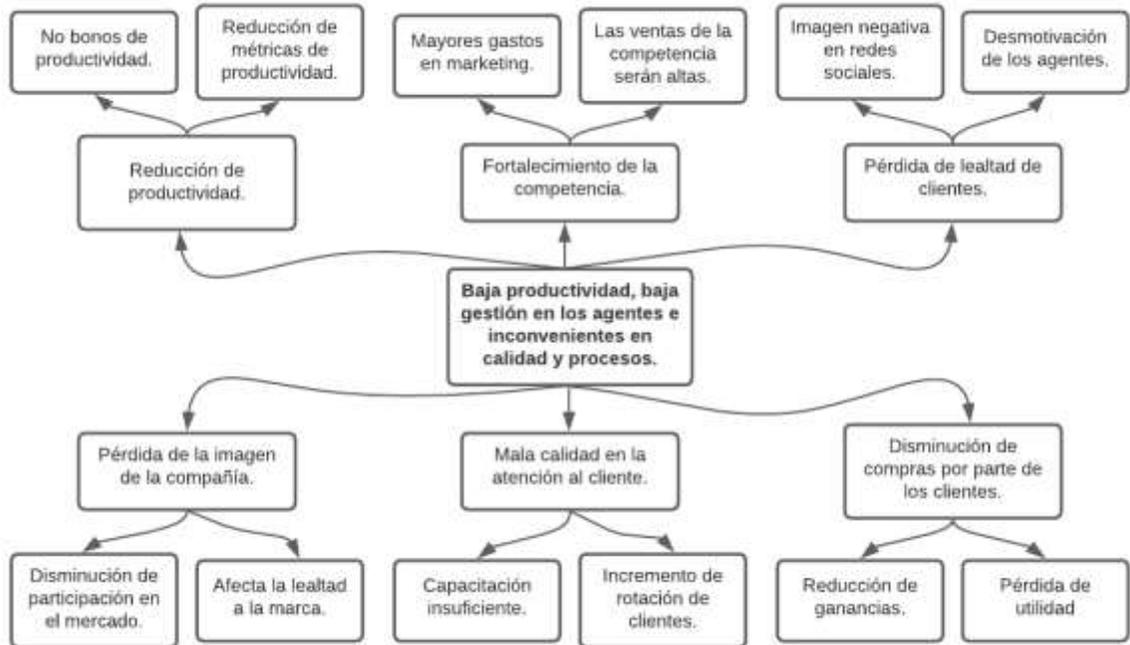 No bonos de
productividad.
Reducción de
métricas de
productividad.
Mayores gastos
en marketing.
Las ventas de la
competencia
serán altas.
Imagen negativa
en redes
sociales.
Desmotivación
de los agentes.
Reducción de
productividad.
Fortalecimiento de la
competencia.
Pérdida de lealtad de
clientes.
Baja productividad, baja
gestión en los agentes e
inconvenientes en
calidad y procesos.
Pérdida de la imagen
de la compañía.
Mala calidad en la
atención al cliente.
Disminución de
compras por parte de
los clientes.
Disminución de
participación en
el mercado.
Afecta la lealtad
a la marca.
Capacitación
insuficiente.
Incremento de
rotación de
clientes.
Reducción de
ganancias.
Pérdida de
utilidad